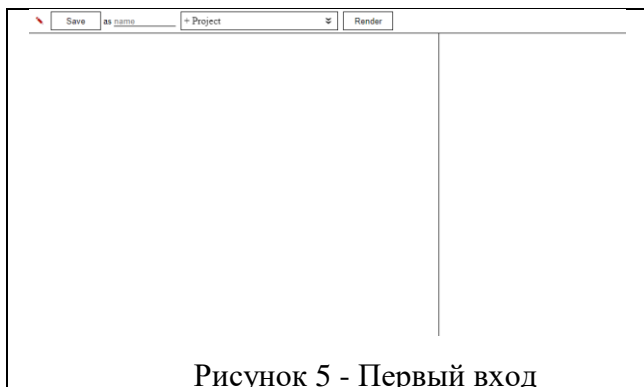 Save as name + Project Render
Рисунок 5 - Первый вход